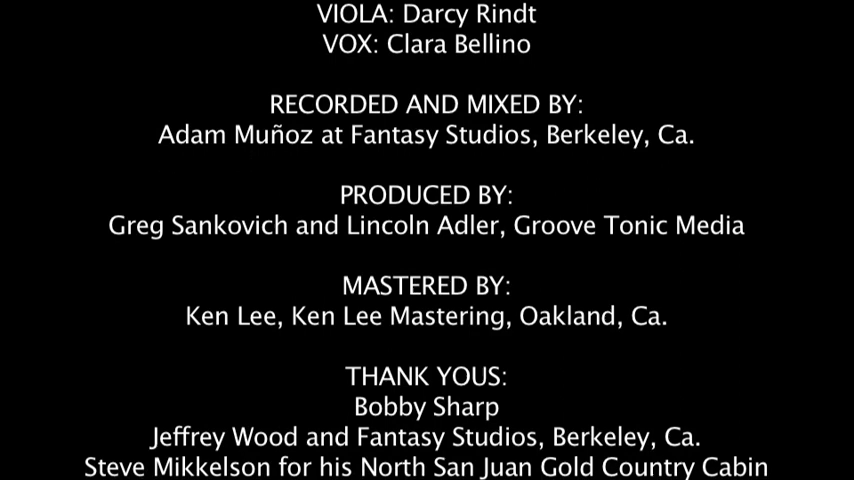 VIOLA: Darcy Rindt
VOX: Clara Bellino
RECORDED AND MIXED BY:
Adam Muñoz at Fantasy Studios, Berkeley, Ca.
PRODUCED BY:
Greg Sankovich and Lincoln Adler, Groove Tonic Media
MASTERED BY:
Ken Lee, Ken Lee Mastering, Oakland, Ca.
THANK YOUS:
Bobby Sharp
Jeffrey Wood and Fantasy Studios, Berkeley, Ca.
Steve Mikkelson for his North San Juan Gold Country Cabin